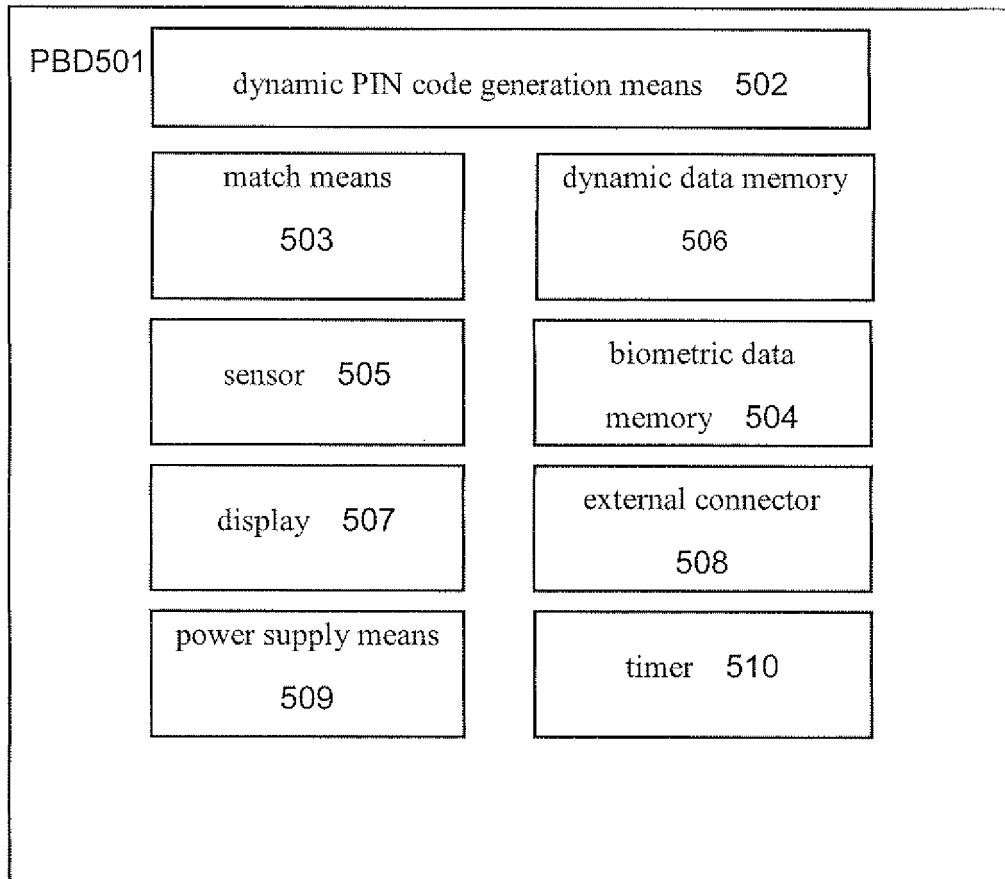 PBD501
dynamic PIN code generation means 502
match means
503
dynamic data memory
506
sensor 505
biometric data
memory 504
display 507
external connector
508
power supply means
509
timer 510